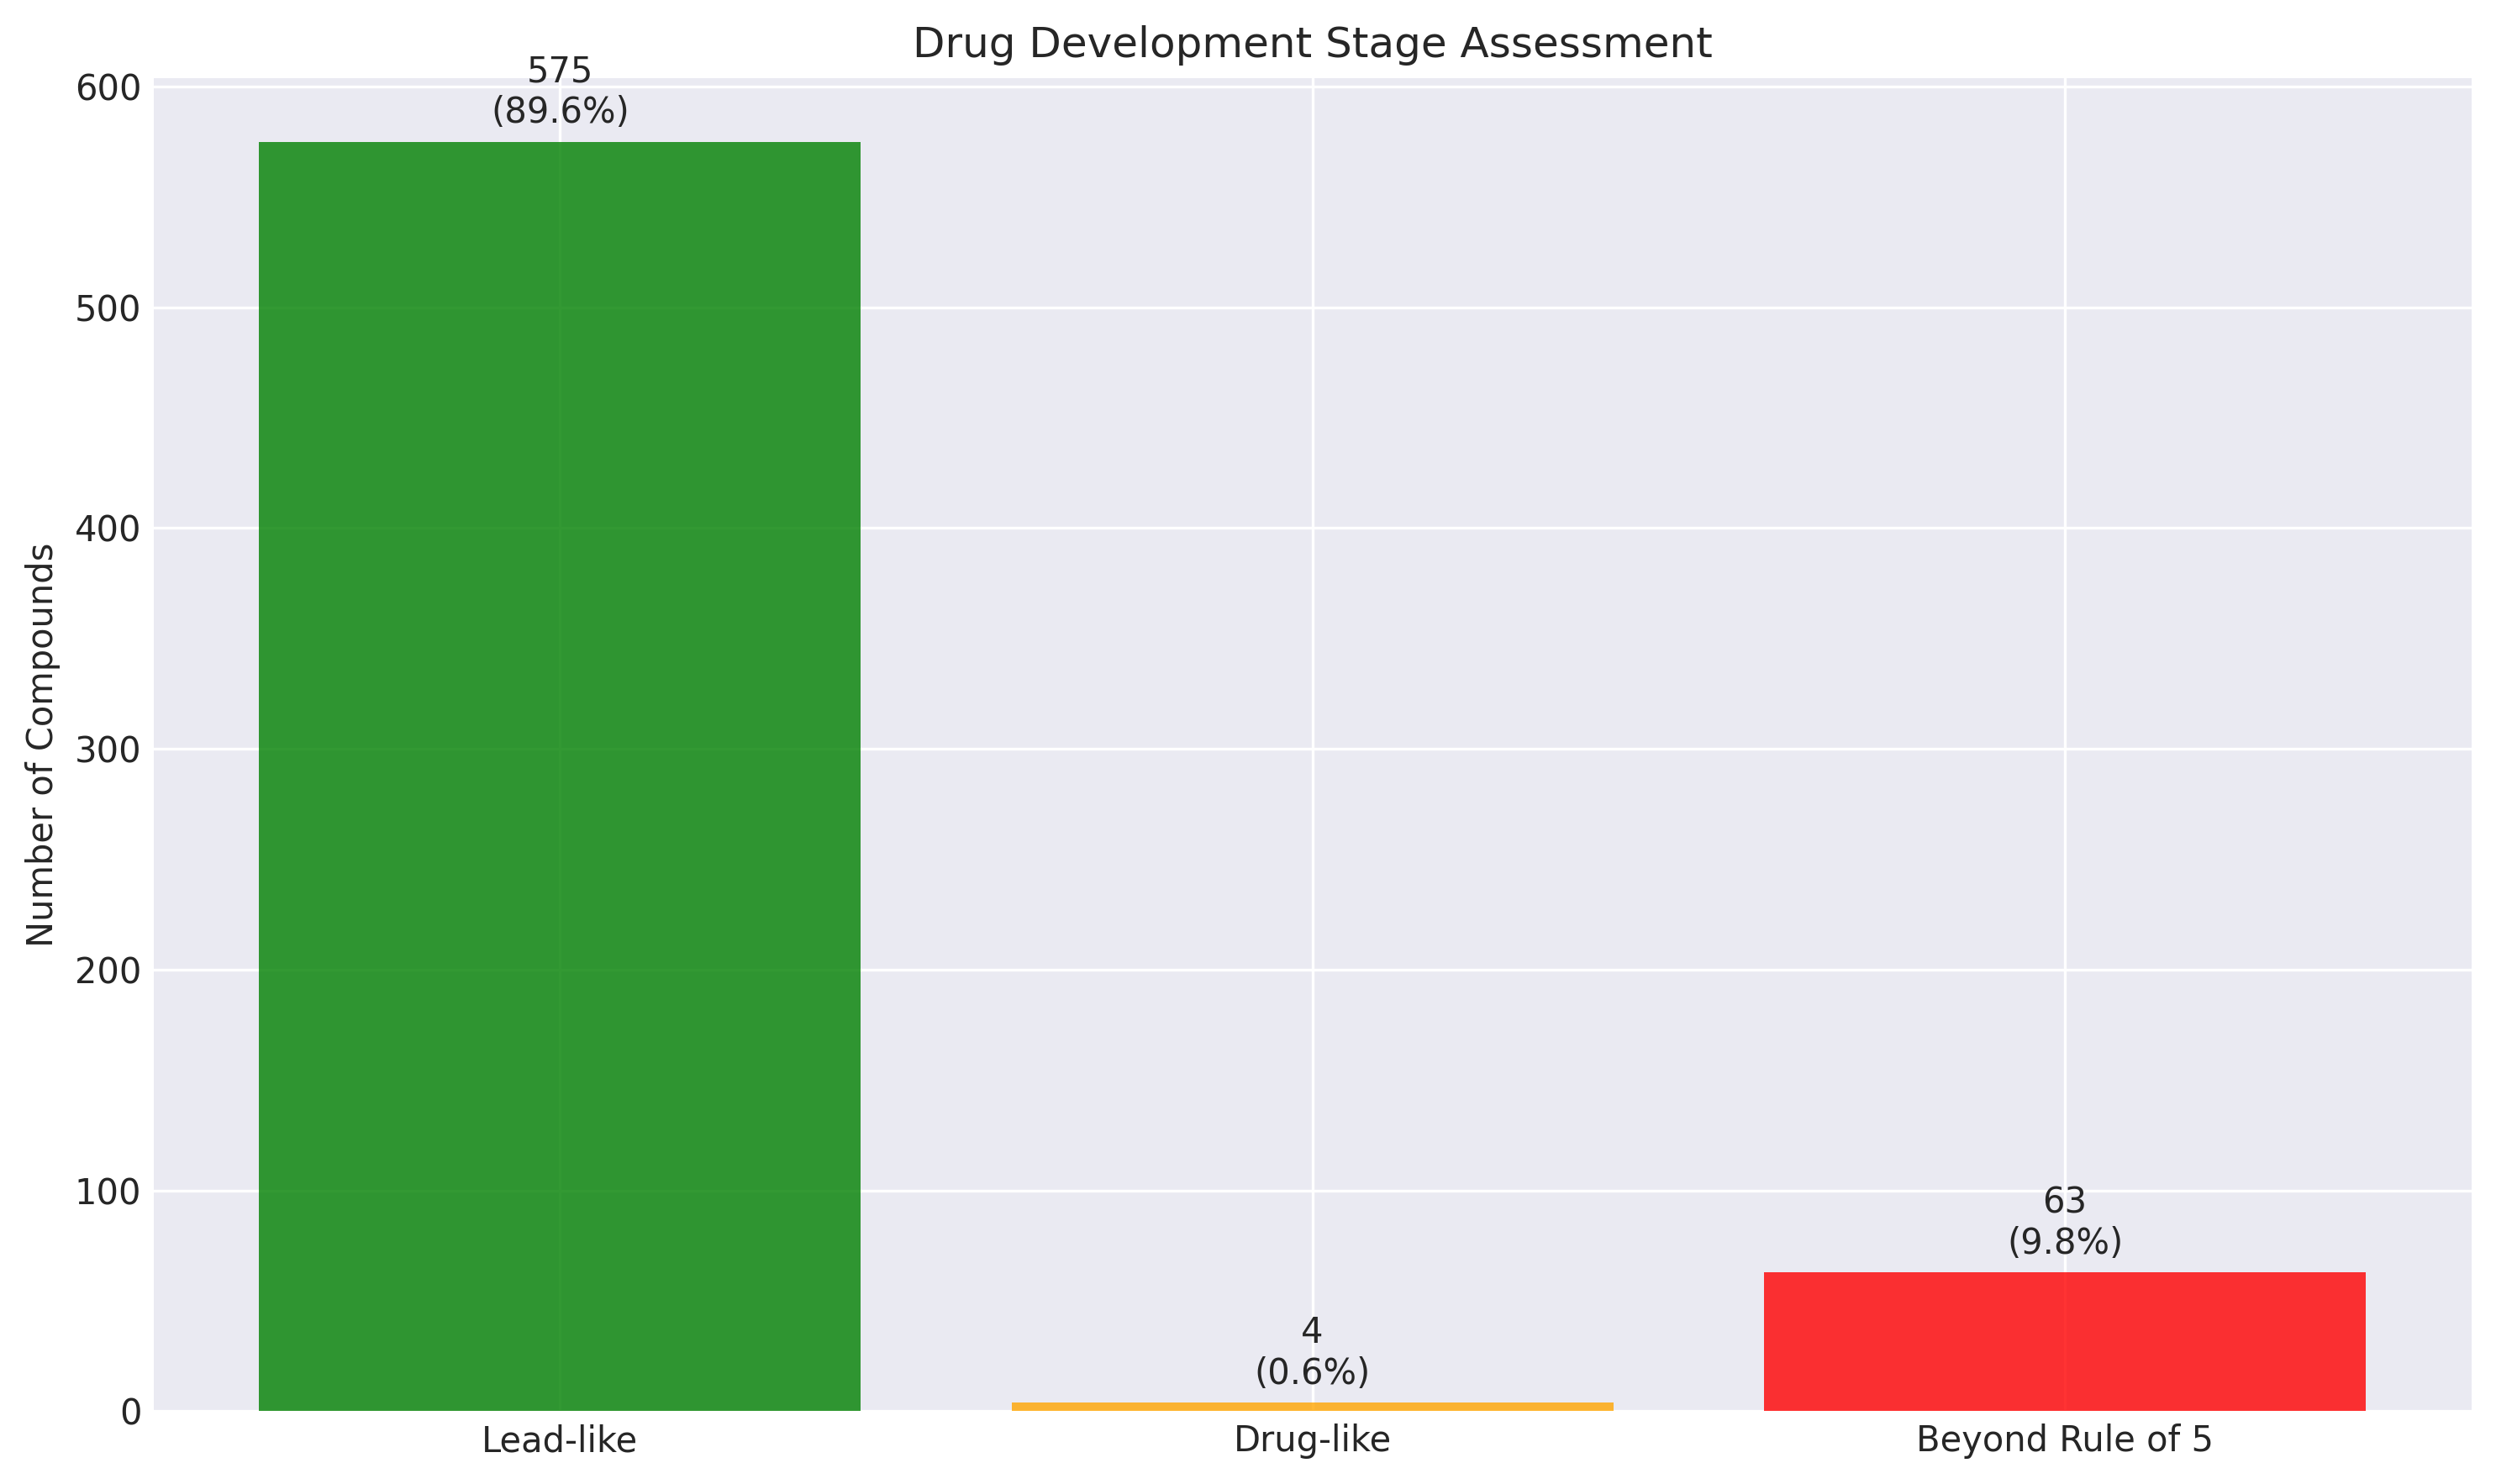 Drug Development Stage Assessment
Number of Compounds
600
500
400
300
200
100
0
575
(89.6%)
4
(0.6%)
63
(9.8%)
Lead-like
Drug-like
Beyond Rule of 5